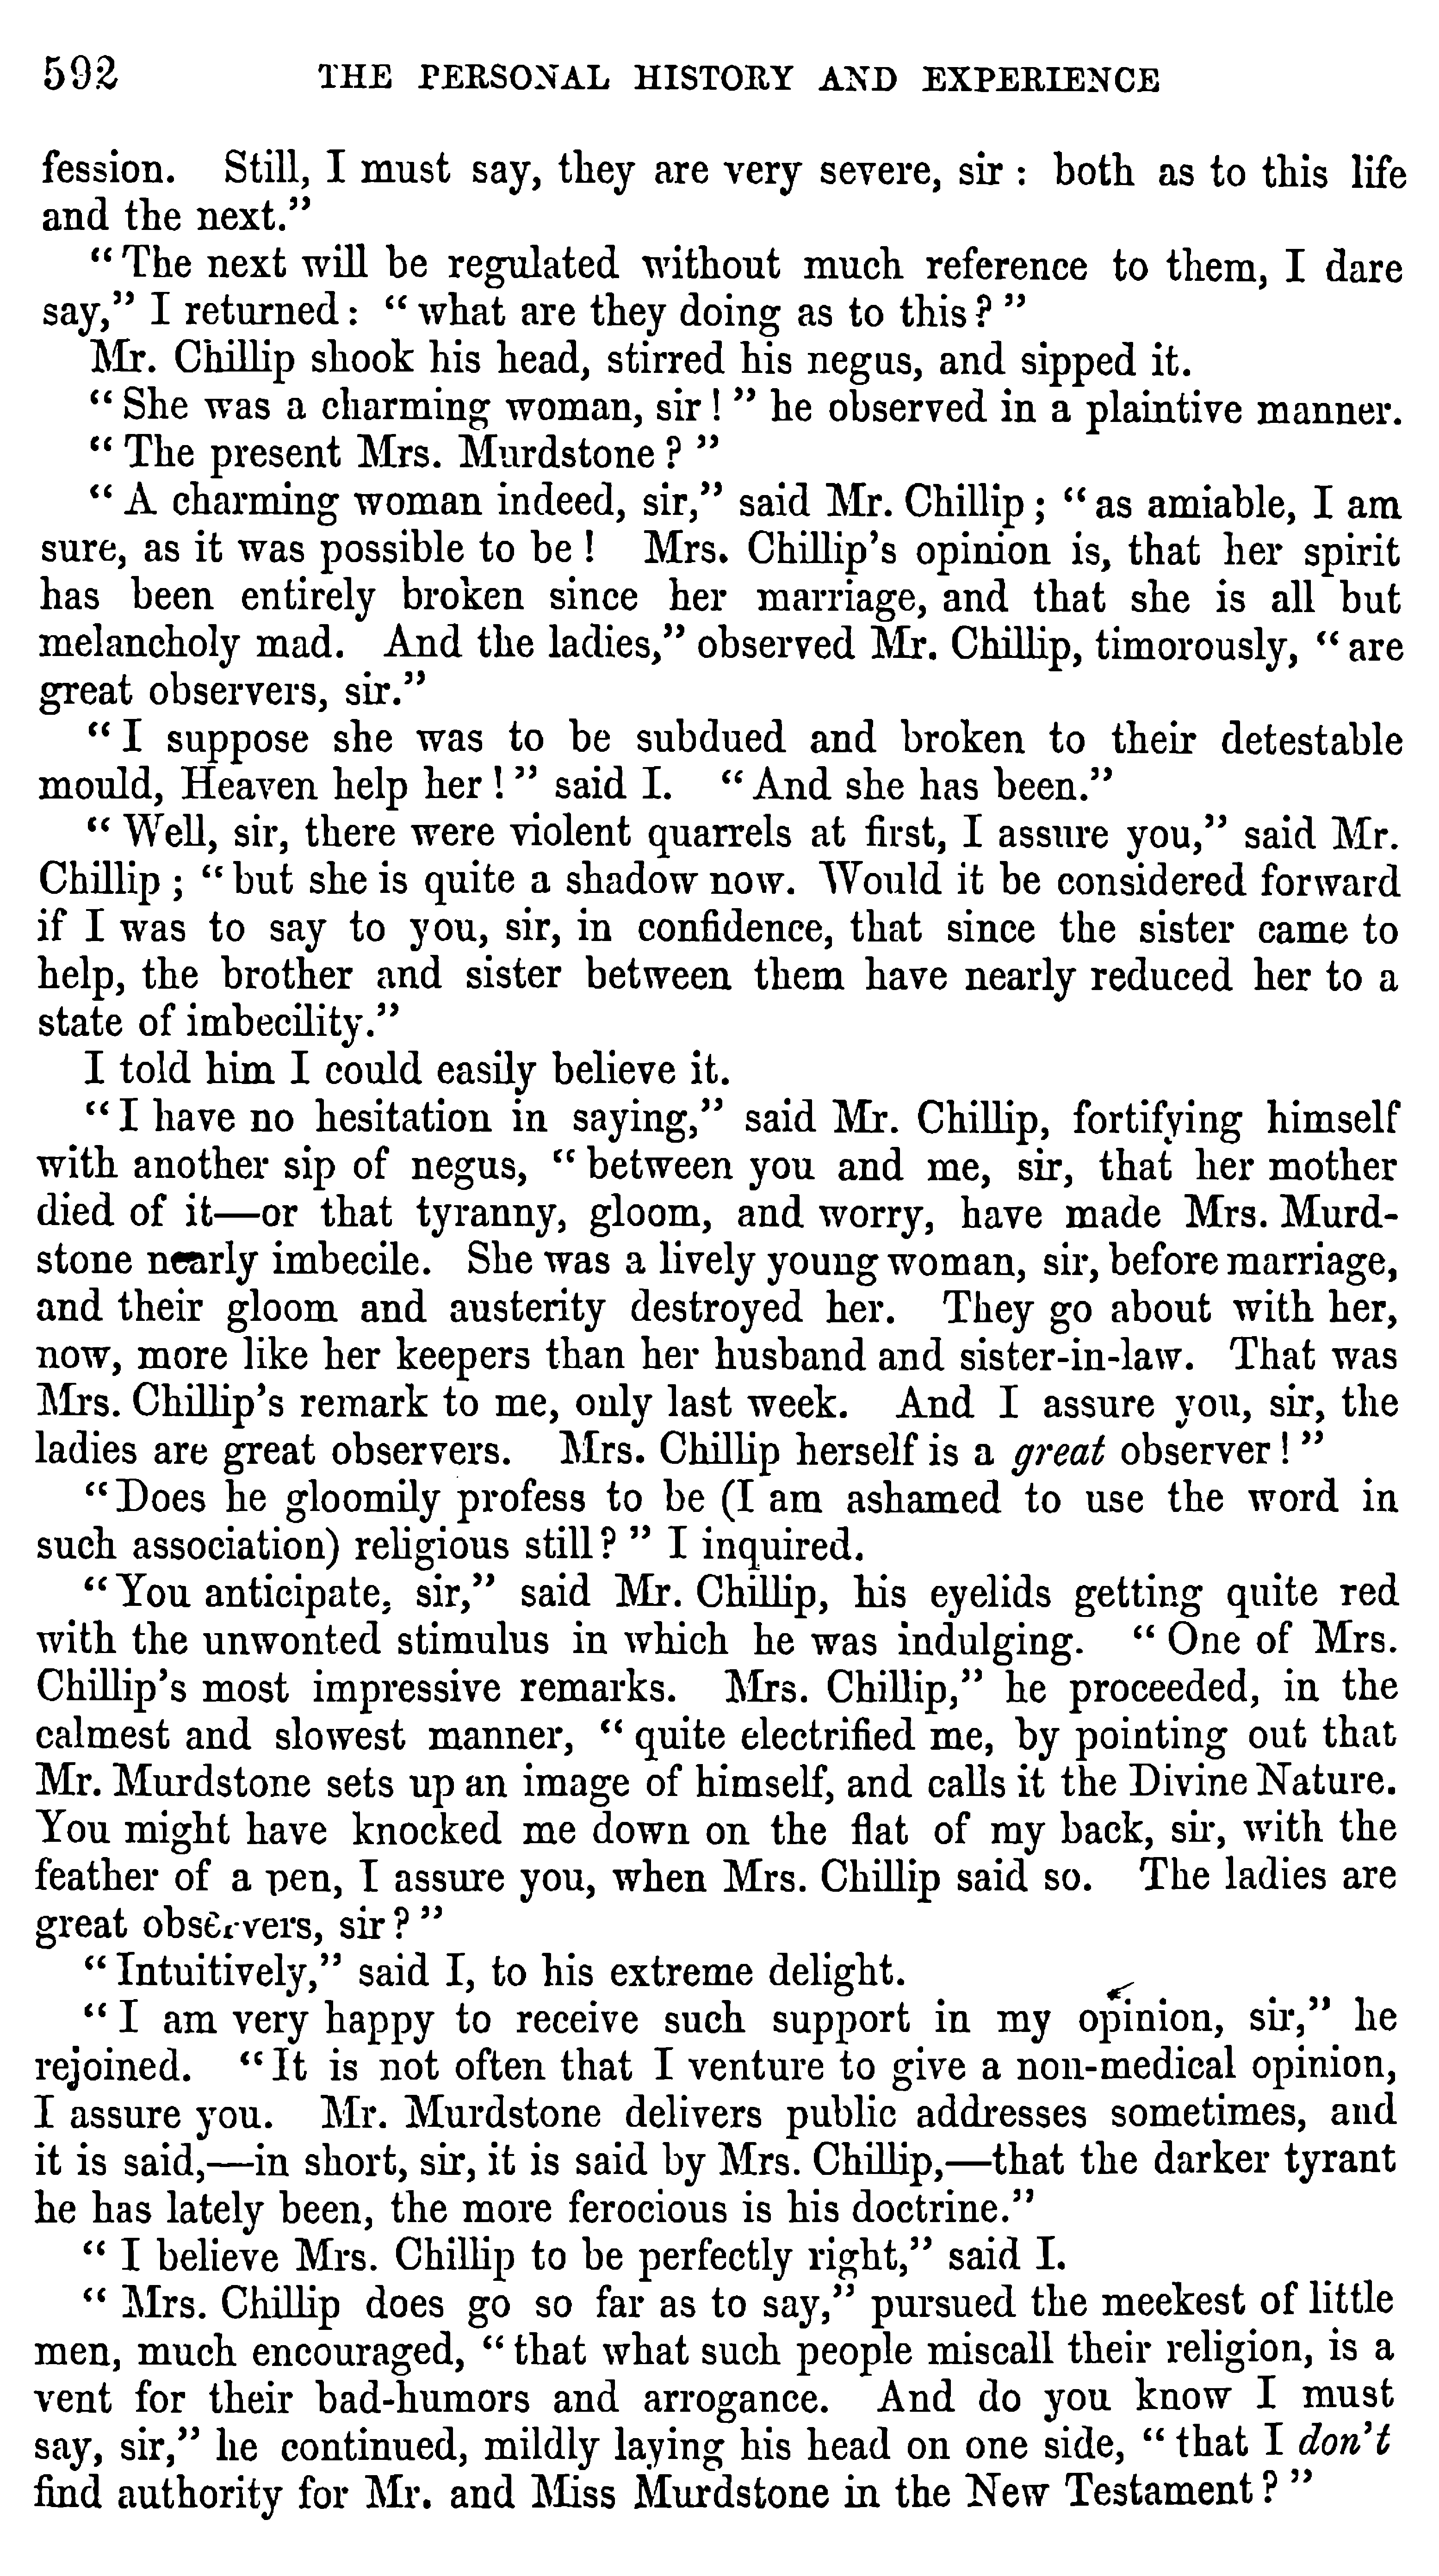 592 THE PERSONAL HISTORY AND EXPERIENCE
fession. Still, I must say, they are very severe, sir : both as to this life
and the next.”
“ The next will be regulated without much reference to them, I dare
say,” I returned : “ what are they doing as to this ? ”
Mr. Chillip shook his head, stirred his negus, and sipped it.
“ She was a charming woman, sir ! ” he observed in a plaintive manner.
“ The present Mrs. Murdstone ? ”
“ A charming woman indeed, sir,” said Mr. Chillip ; “ as amiable, I am
sure, as it was possible to be ! Mrs. Chillip’s opinion is, that her spirit
has been entirely broken since her marriage, and that she is all but
melancholy mad. And the ladies,” observed Mr. Chillip, timorously, “ are
great observers, sir.”
“ I suppose she was to be subdued and broken to their detestable
mould, Heaven help her ! ” said I. “ And she has been.”
“ Well, sir, there were violent quarrels at first, I assure you,” said Mr.
Chillip ; “ but she is quite a shadow now. Would it be considered forward
if I was to say to you, sir, in confidence, that since the sister came to
help, the brother and sister between them have nearly reduced her to a
state of imbecility.”
I told him I could easily believe it.
“ I have no hesitation in saying,” said Mr. Chillip, fortifying himself
with another sip of negus, “ between you and me, sir, that her mother
died of it—or that tyranny, gloom, and worry, have made Mrs. Murd-
stone nearly imbecile. She was a lively young woman, sir, before marriage,
and their gloom and austerity destroyed her. They go about with her,
now, more like her keepers than her husband and sister-in-law. That was
Mrs. Chillip’s remark to me, only last week. And I assure you, sir, the
ladies are great observers. Mrs. Chillip herself is a great observer ! ”
“ Does he gloomily profess to be (I am ashamed to use the word in
such association) religious still ? ” I inquired.
“ You anticipate, sir,” said Mr. Chillip, his eyelids getting quite red
with the unwonted stimulus in which he was indulging. “ One of Mrs.
Chillip’s most impressive remarks. Mrs. Chillip,” he proceeded, in the
calmest and slowest manner, “ quite electrified me, by pointing out that
Mr. Murdstone sets up an image of himself, and calls it the Divine Nature.
You might have knocked me down on the flat of my back, sir, with the
feather of a pen, I assure you, when Mrs. Chillip said so. The ladies are
great observers, sir ? ”
“ Intuitively,” said I, to his extreme delight.
“ I am very happy to receive such support in my opinion, sir,” he
rejoined. “ It is not often that I venture to give a non-medical opinion,
I assure you. Mr. Murdstone delivers public addresses sometimes, and
it is said,—in short, sir, it is said by Mrs. Chillip,—that the darker tyrant
he has lately been, the more ferocious is his doctrine.”
“ I believe Mrs. Chillip to be perfectly right,” said I.
“ Mrs. Chillip does go so far as to say,” pursued the meekest of little
men, much encouraged, “ that what such people miscall their religion, is a
vent for their bad-humors and arrogance. And do you know I must
say, sir,” he continued, mildly laying his head on one side, “ that I don’t
find authority for Mr. and Miss Murdstone in the New Testament ? ”